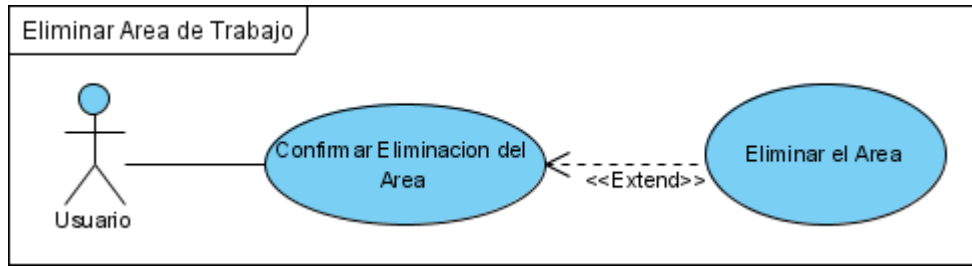 Eliminar Area de Trabajo
Confirmar Eliminacion del
Area
Eliminar el Area
<<Extend>>
Usuario